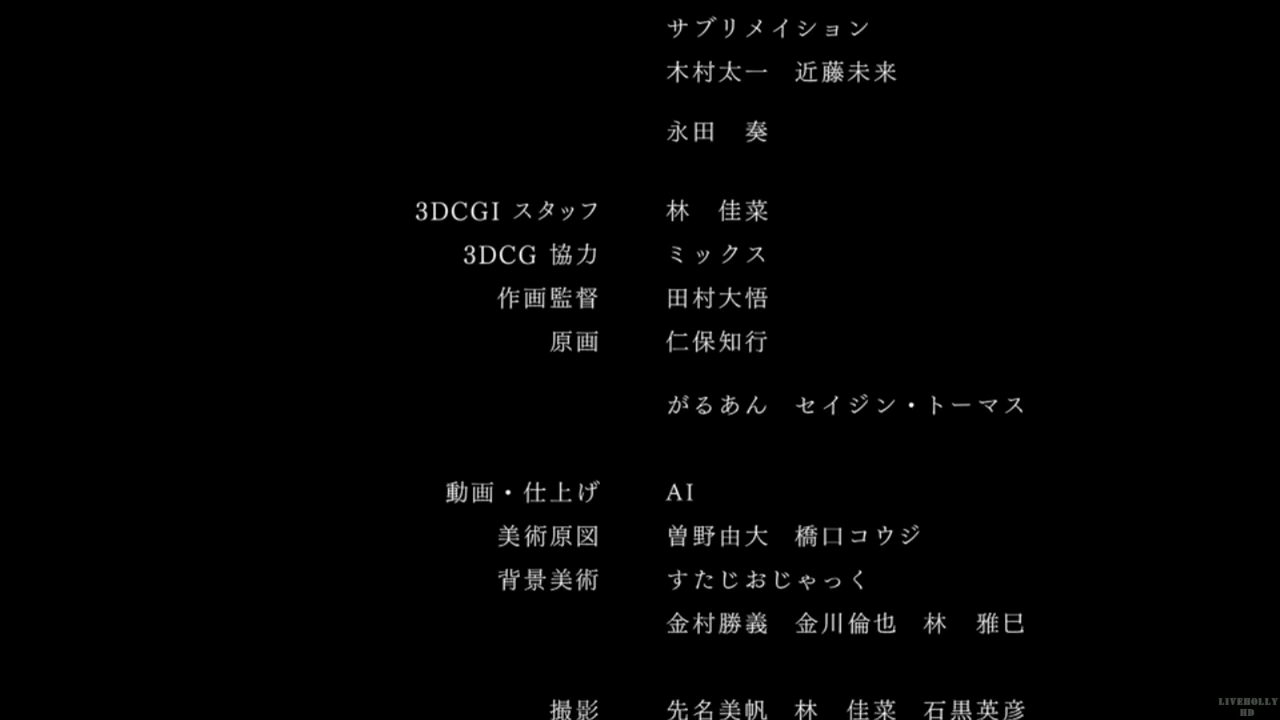 サブリメイション
木村太一　近藤未来
永田　奏
3DCGI スタッフ　林　佳菜
3DCG 協力　ミックス
作画監督　田村大悟
原画　仁保知行
がるあん　セイジン・トーマス
動画・仕上げ　AI
美術原図　曽野由大　橋口コウジ
背景美術　すたじおじゃっく
金村勝義　金川倫也　林　雅巳
撮影　先名美帆　林　佳菜　石黒英彦
LIVEHOLLY
HD